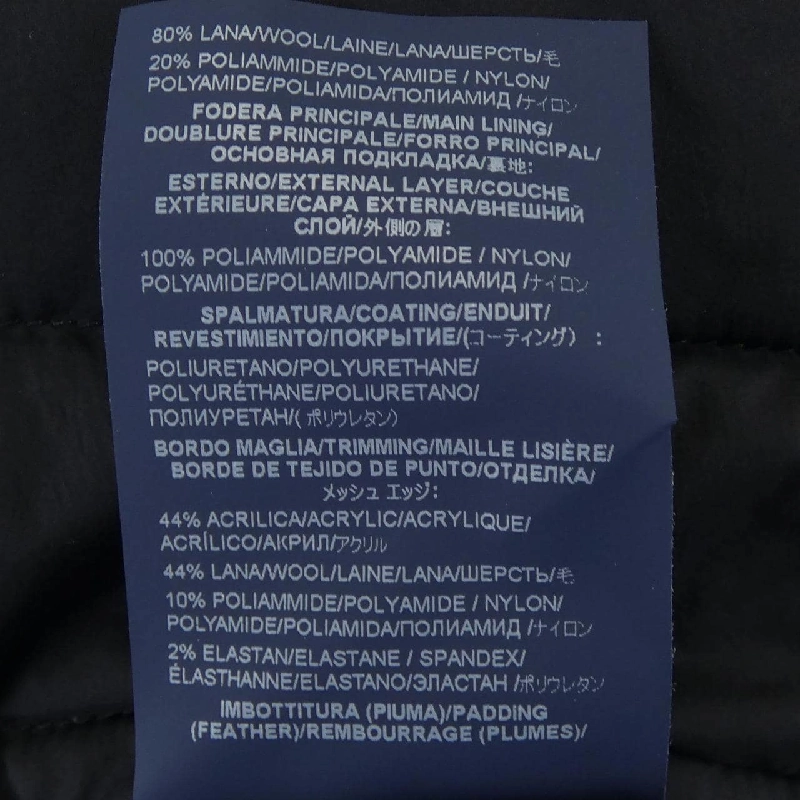 80% LANA/WOOL/LAINE/LANA/ШЕРСТЬ/毛
20% POLIAMMIDE/POLYAMIDE / NYLON/
POLYAMIDE/POLIAMIDA/ПОЛИАМИД /ナイロン
FODERA PRINCIPALE/MAIN LINING/
DOUBLURE PRINCIPALE/FORRO PRINCIPAL/
ОСНОВНАЯ ПОДКЛАДКА/裏地:
ESTERNO/EXTERNAL LAYER/COUCHE
EXTÉRIEURE/CAPA EXTERNA/ВНЕШНИЙ
СЛОЙ/外側の層:
100% POLIAMMIDE/POLYAMIDE / NYLON/
POLYAMIDE/POLIAMIDA/ПОЛИАМИД /ナイロン
SPALMATURA/COATING/ENDUIT/
REVESTIMIENTO/ПОКРЫТИЕ/(コーティング) :
POLIURETANO/POLYURETHANE/
POLYURÉTHANE/POLIURETANO/
ПОЛИУРЕТАН/( ポリウレタン)
BORDO MAGLIA/TRIMMING/MAILLE LISIÈRE/
BORDE DE TEJIDO DE PUNTO/ОТДЕЛКА/
メッシュ エッジ:
44% ACRILICA/ACRYLIC/ACRYLIQUE/
ACRÍLICO/АКРИЛ/アクリル
44% LANA/WOOL/LAINE/LANA/ШЕРСТЬ/毛
10% POLIAMMIDE/POLYAMIDE / NYLON/
POLYAMIDE/POLIAMIDA/ПОЛИАМИД /ナイロン
2% ELASTAN/ELASTANE / SPANDEX/
ÉLASTHANNE/ELASTANO/ЭЛАСТАН /ポリウレタン
IMBOTTITURA (PIUMA)/PADDING
(FEATHER)/REMBOURRAGE (PLUMES)/